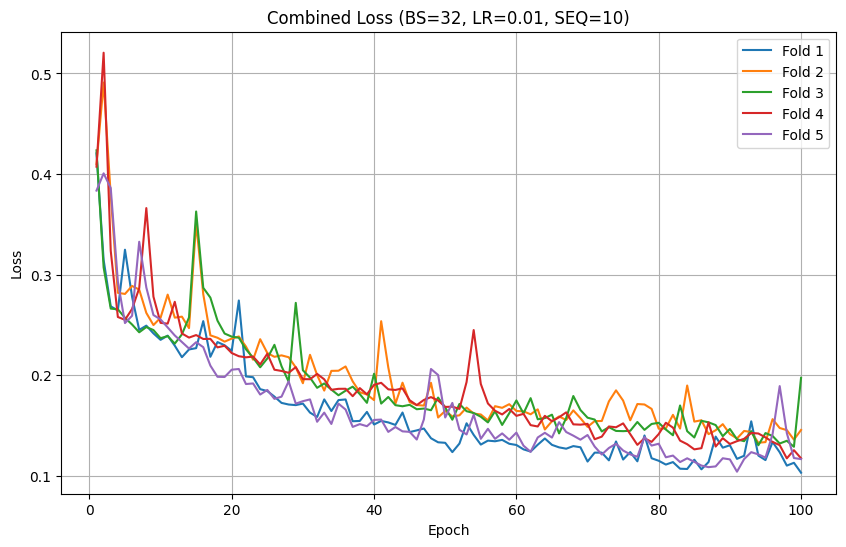 Combined Loss (BS=32, LR=0.01, SEQ=10)
Fold 1
Fold 2
Fold 3
Fold 4
Fold 5
Loss
0.5
0.4
0.3
0.2
0.1
0 20 40 60 80 100
Epoch